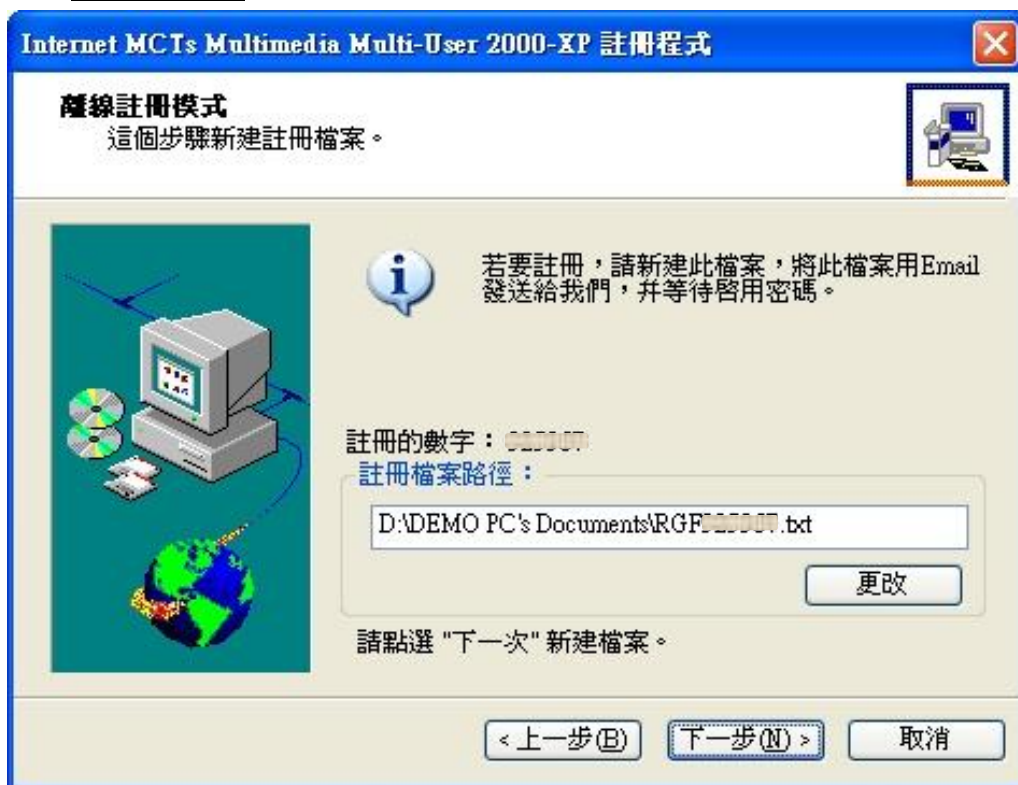 Internet MCTs Multimedia Multi-User 2000-XP 註冊程式
離線註冊模式
這個步驟新建註冊檔案。
若要註冊，請新建此檔案，將此檔案用Email
發送給我們，并等待啓用密碼。
註冊的數字：
註冊檔案路徑：
D:\DEMO PC's Documents\RGF .txt
更改
請點選 "下一次" 新建檔案。
<上一步(B)
下一步(N) >
取消